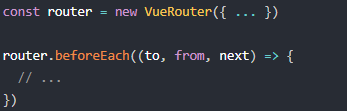 const router = new VueRouter({ ... })

router.beforeEach((to, from, next) => {
  // ...
})